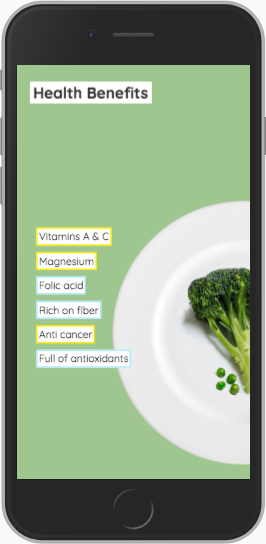 Health Benefits
Vitamins A & C
Magnesium
Folic acid
Rich on fiber
Anti cancer
Full of antioxidants